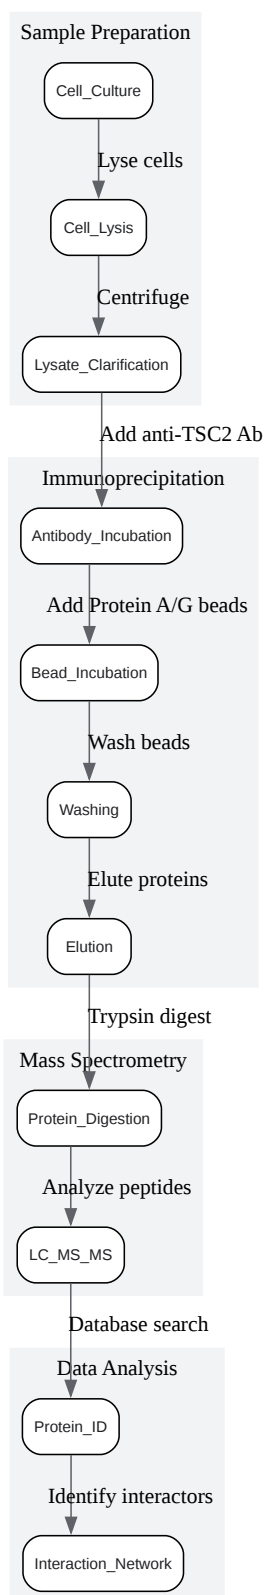 Sample Preparation
Cell_Culture
Lyse cells
Cell_Lysis
Centrifuge
Lysate_Clarification
Add anti-TSC2 Ab
Immunoprecipitation
Antibody_Incubation
Add Protein A/G beads
Bead_Incubation
Wash beads
Washing
Elute proteins
Elution
Trypsin digest
Mass Spectrometry
Protein_Digestion
Analyze peptides
LC_MS_MS
Database search
Data Analysis
Protein_ID
Identify interactors
Interaction_Network